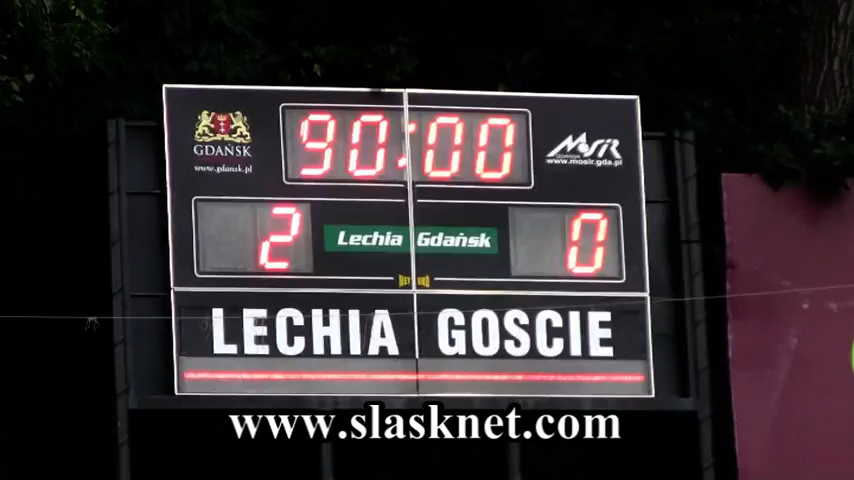 90:00
GDAŃSK
www.gdansk.pl
MOSiR
GDAŃSK
www.mosir.gda.pl
2
Lechia Gdańsk
0
LECHIA GOSCIE
www.slasknet.com